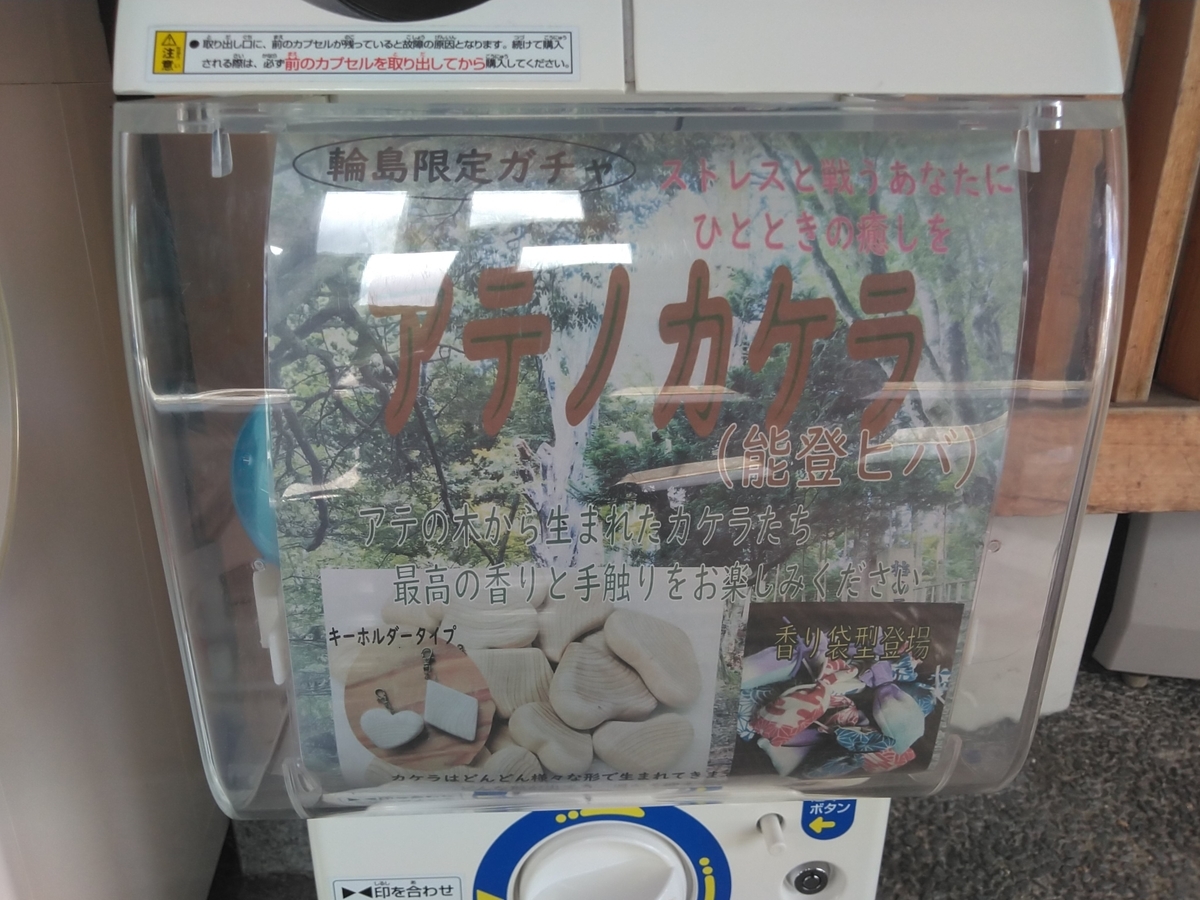 注意
●取り出し口に、前のカプセルが残っていると故障の原因となります。続けて購入
される際は、必ず前のカプセルを取り出してから購入してください。
輪島限定ガチャ
ストレスと戦うあなたに
ひとときの癒しを
アテノカケラ
(能登ヒバ)
アテの木から生まれたカケラたち
最高の香りと手触りをお楽しみください
キーホルダータイプ
香り袋型登場
カケラはどんどん様々な形で生まれてきます
ボタン
印を合わせ